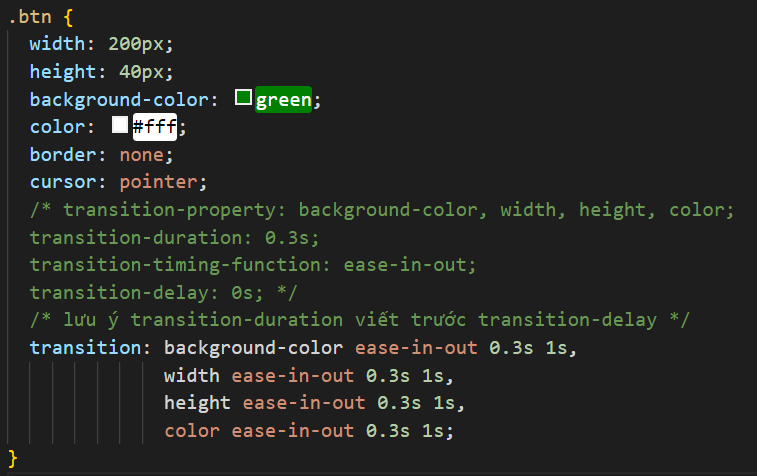 .btn {
width: 200px;
height: 40px;
background-color: green;
color: #fff;
border: none;
cursor: pointer;
/* transition-property: background-color, width, height, color;
transition-duration: 0.3s;
transition-timing-function: ease-in-out;
transition-delay: 0s; */
/* lưu ý transition-duration viết trước transition-delay */
transition: background-color ease-in-out 0.3s 1s,
width ease-in-out 0.3s 1s,
height ease-in-out 0.3s 1s,
color ease-in-out 0.3s 1s;
}